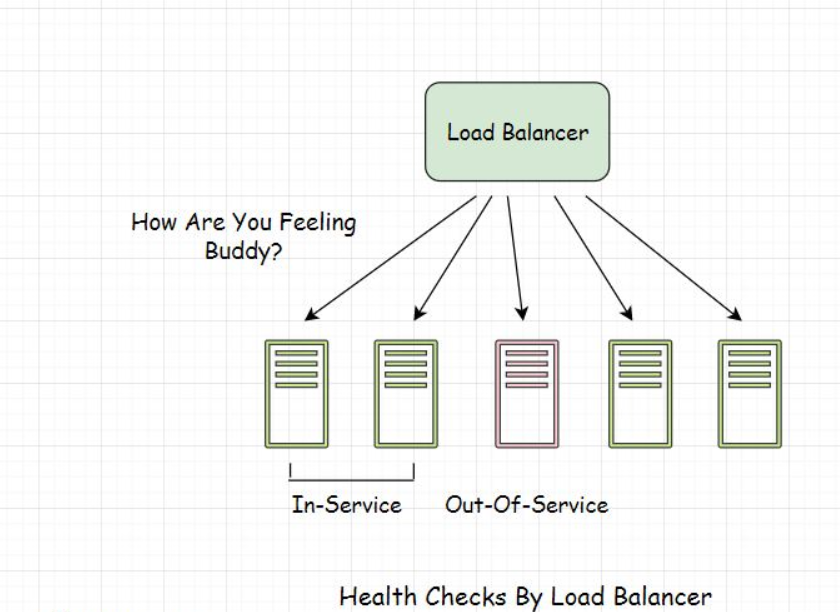 Load Balancer
How Are You Feeling
Buddy?
In-Service
Out-Of-Service
Health Checks By Load Balancer